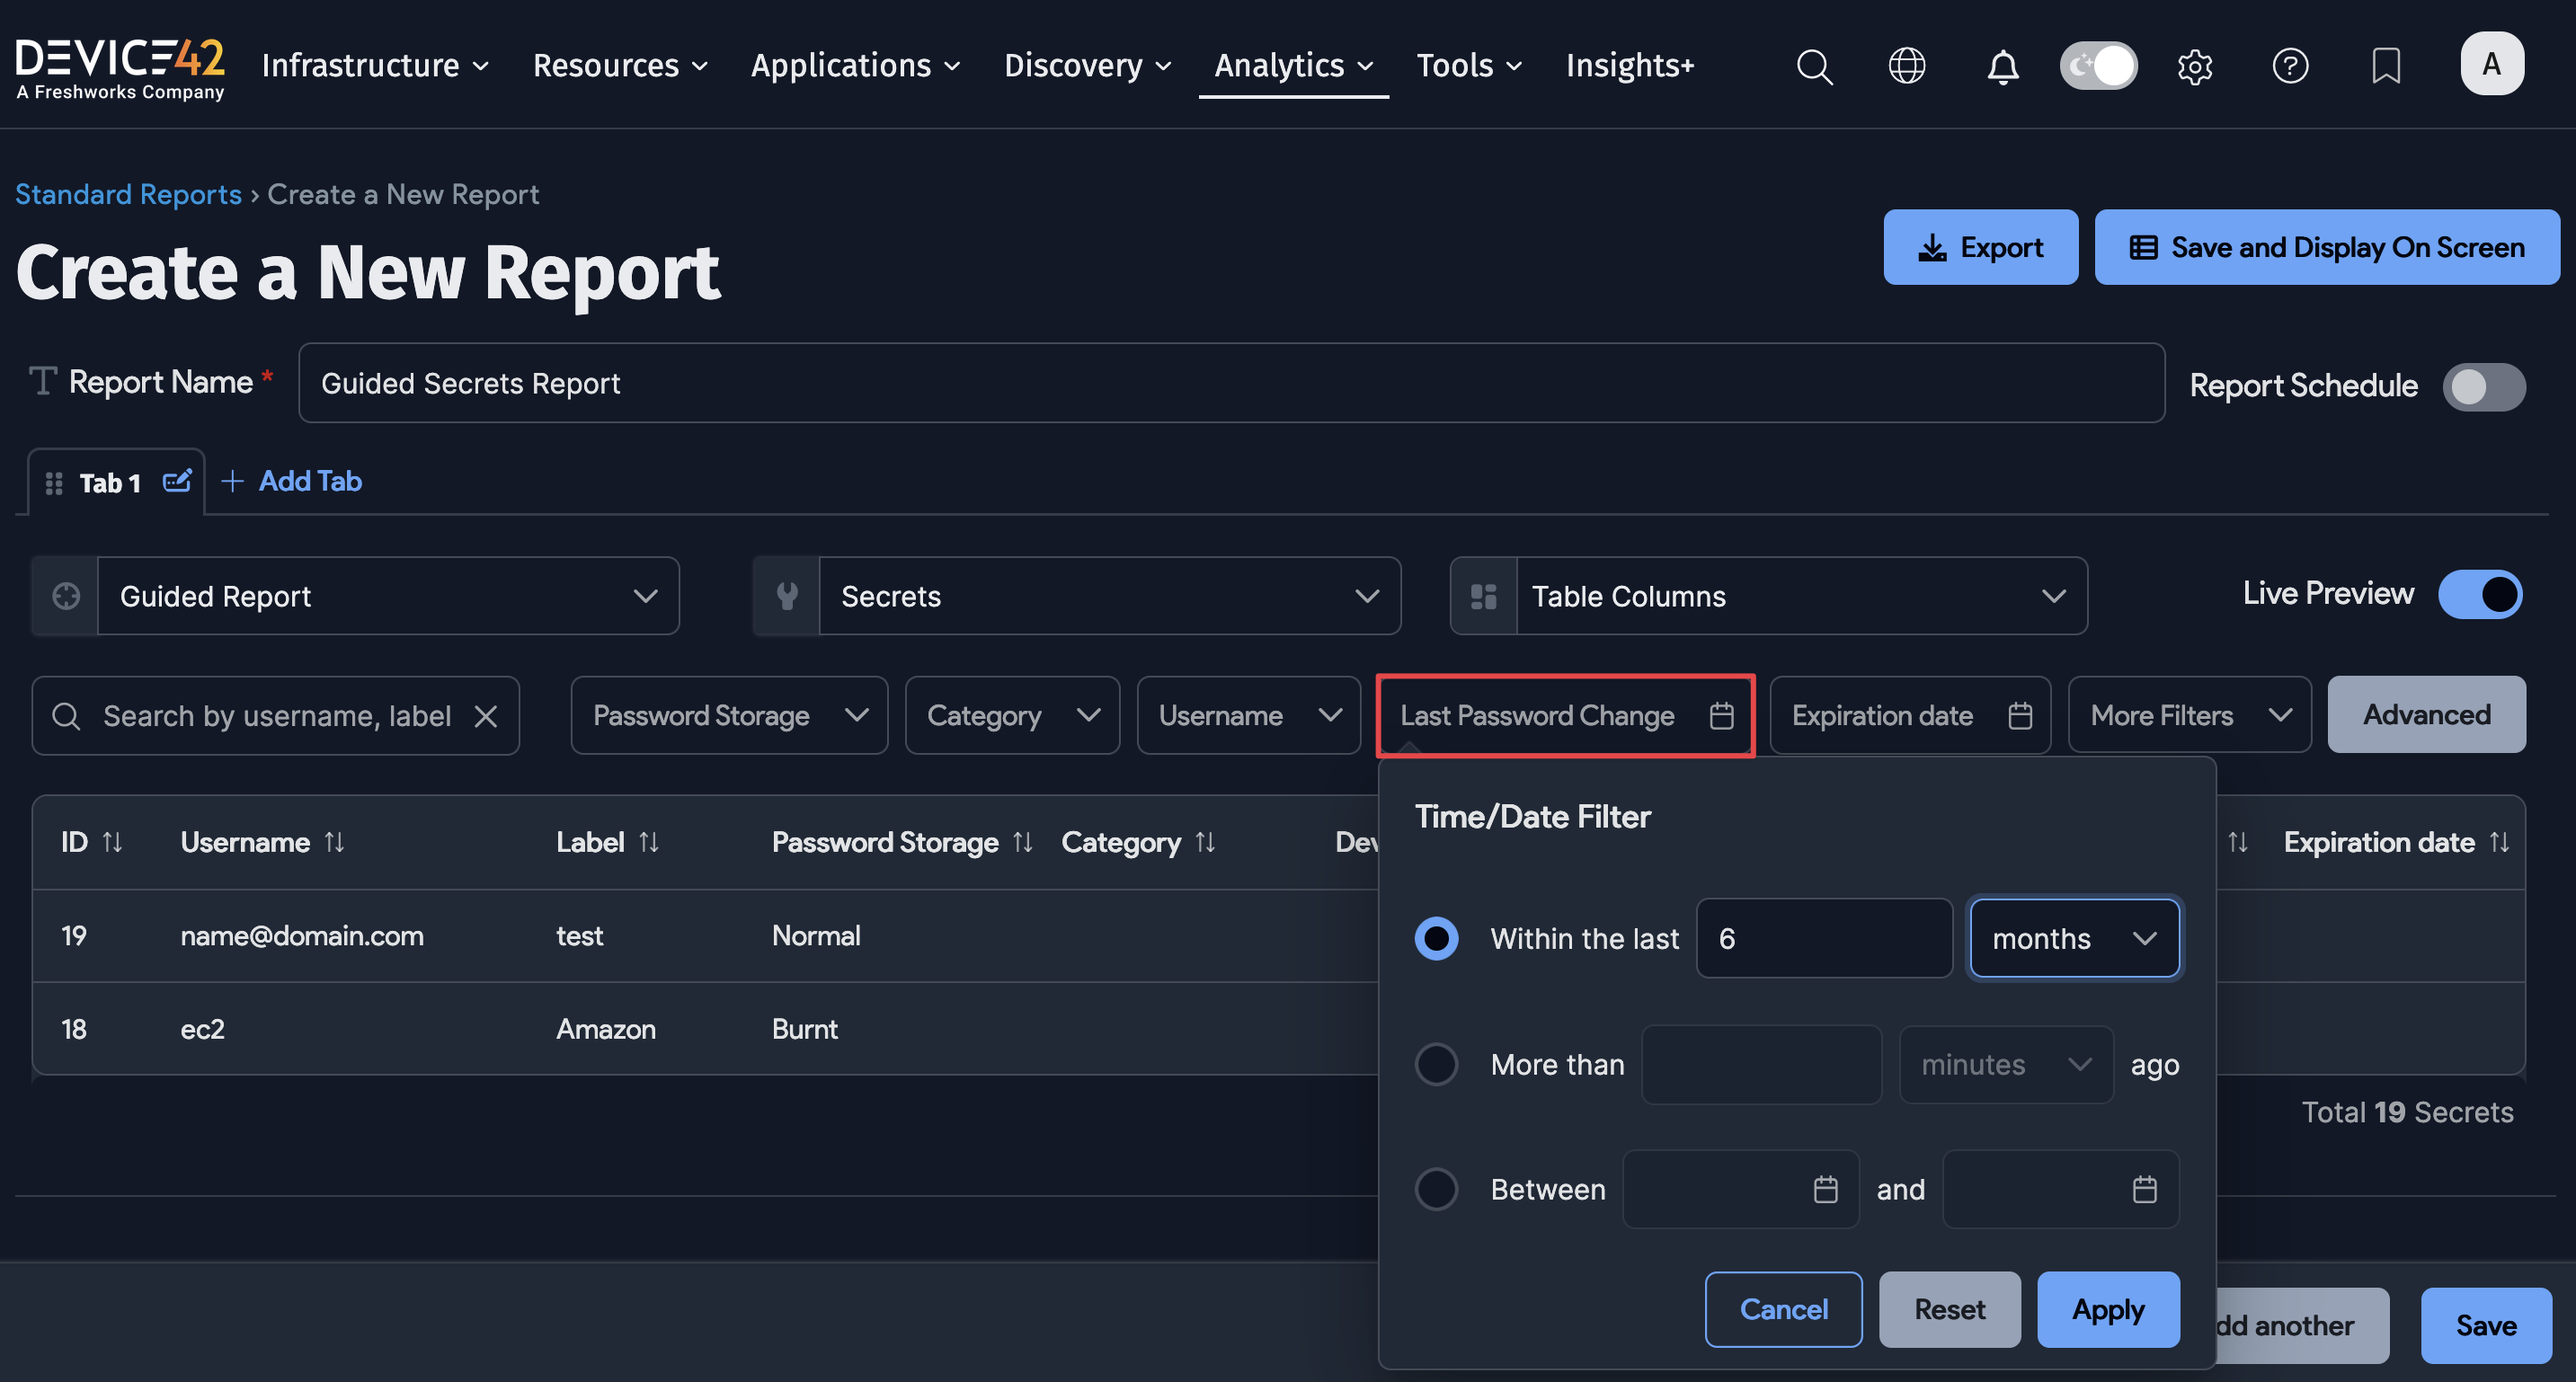 DEVICE42
A Freshworks Company
Infrastructure
Resources
Applications
Discovery
Analytics
Tools
Insights+
A
Standard Reports › Create a New Report
Create a New Report
Export
Save and Display On Screen
Report Name *
Guided Secrets Report
Report Schedule
Tab 1
+ Add Tab
Guided Report
Secrets
Table Columns
Live Preview
Search by username, label
Password Storage
Category
Username
Last Password Change
Expiration date
More Filters
Advanced
ID
Username
Label
Password Storage
Category
Dev
Expiration date
19 name@domain.com test Normal
18 ec2 Amazon Burnt
Total 19 Secrets
Time/Date Filter
Within the last 6 months
More than minutes ago
Between and
Cancel
Reset
Apply
dd another
Save